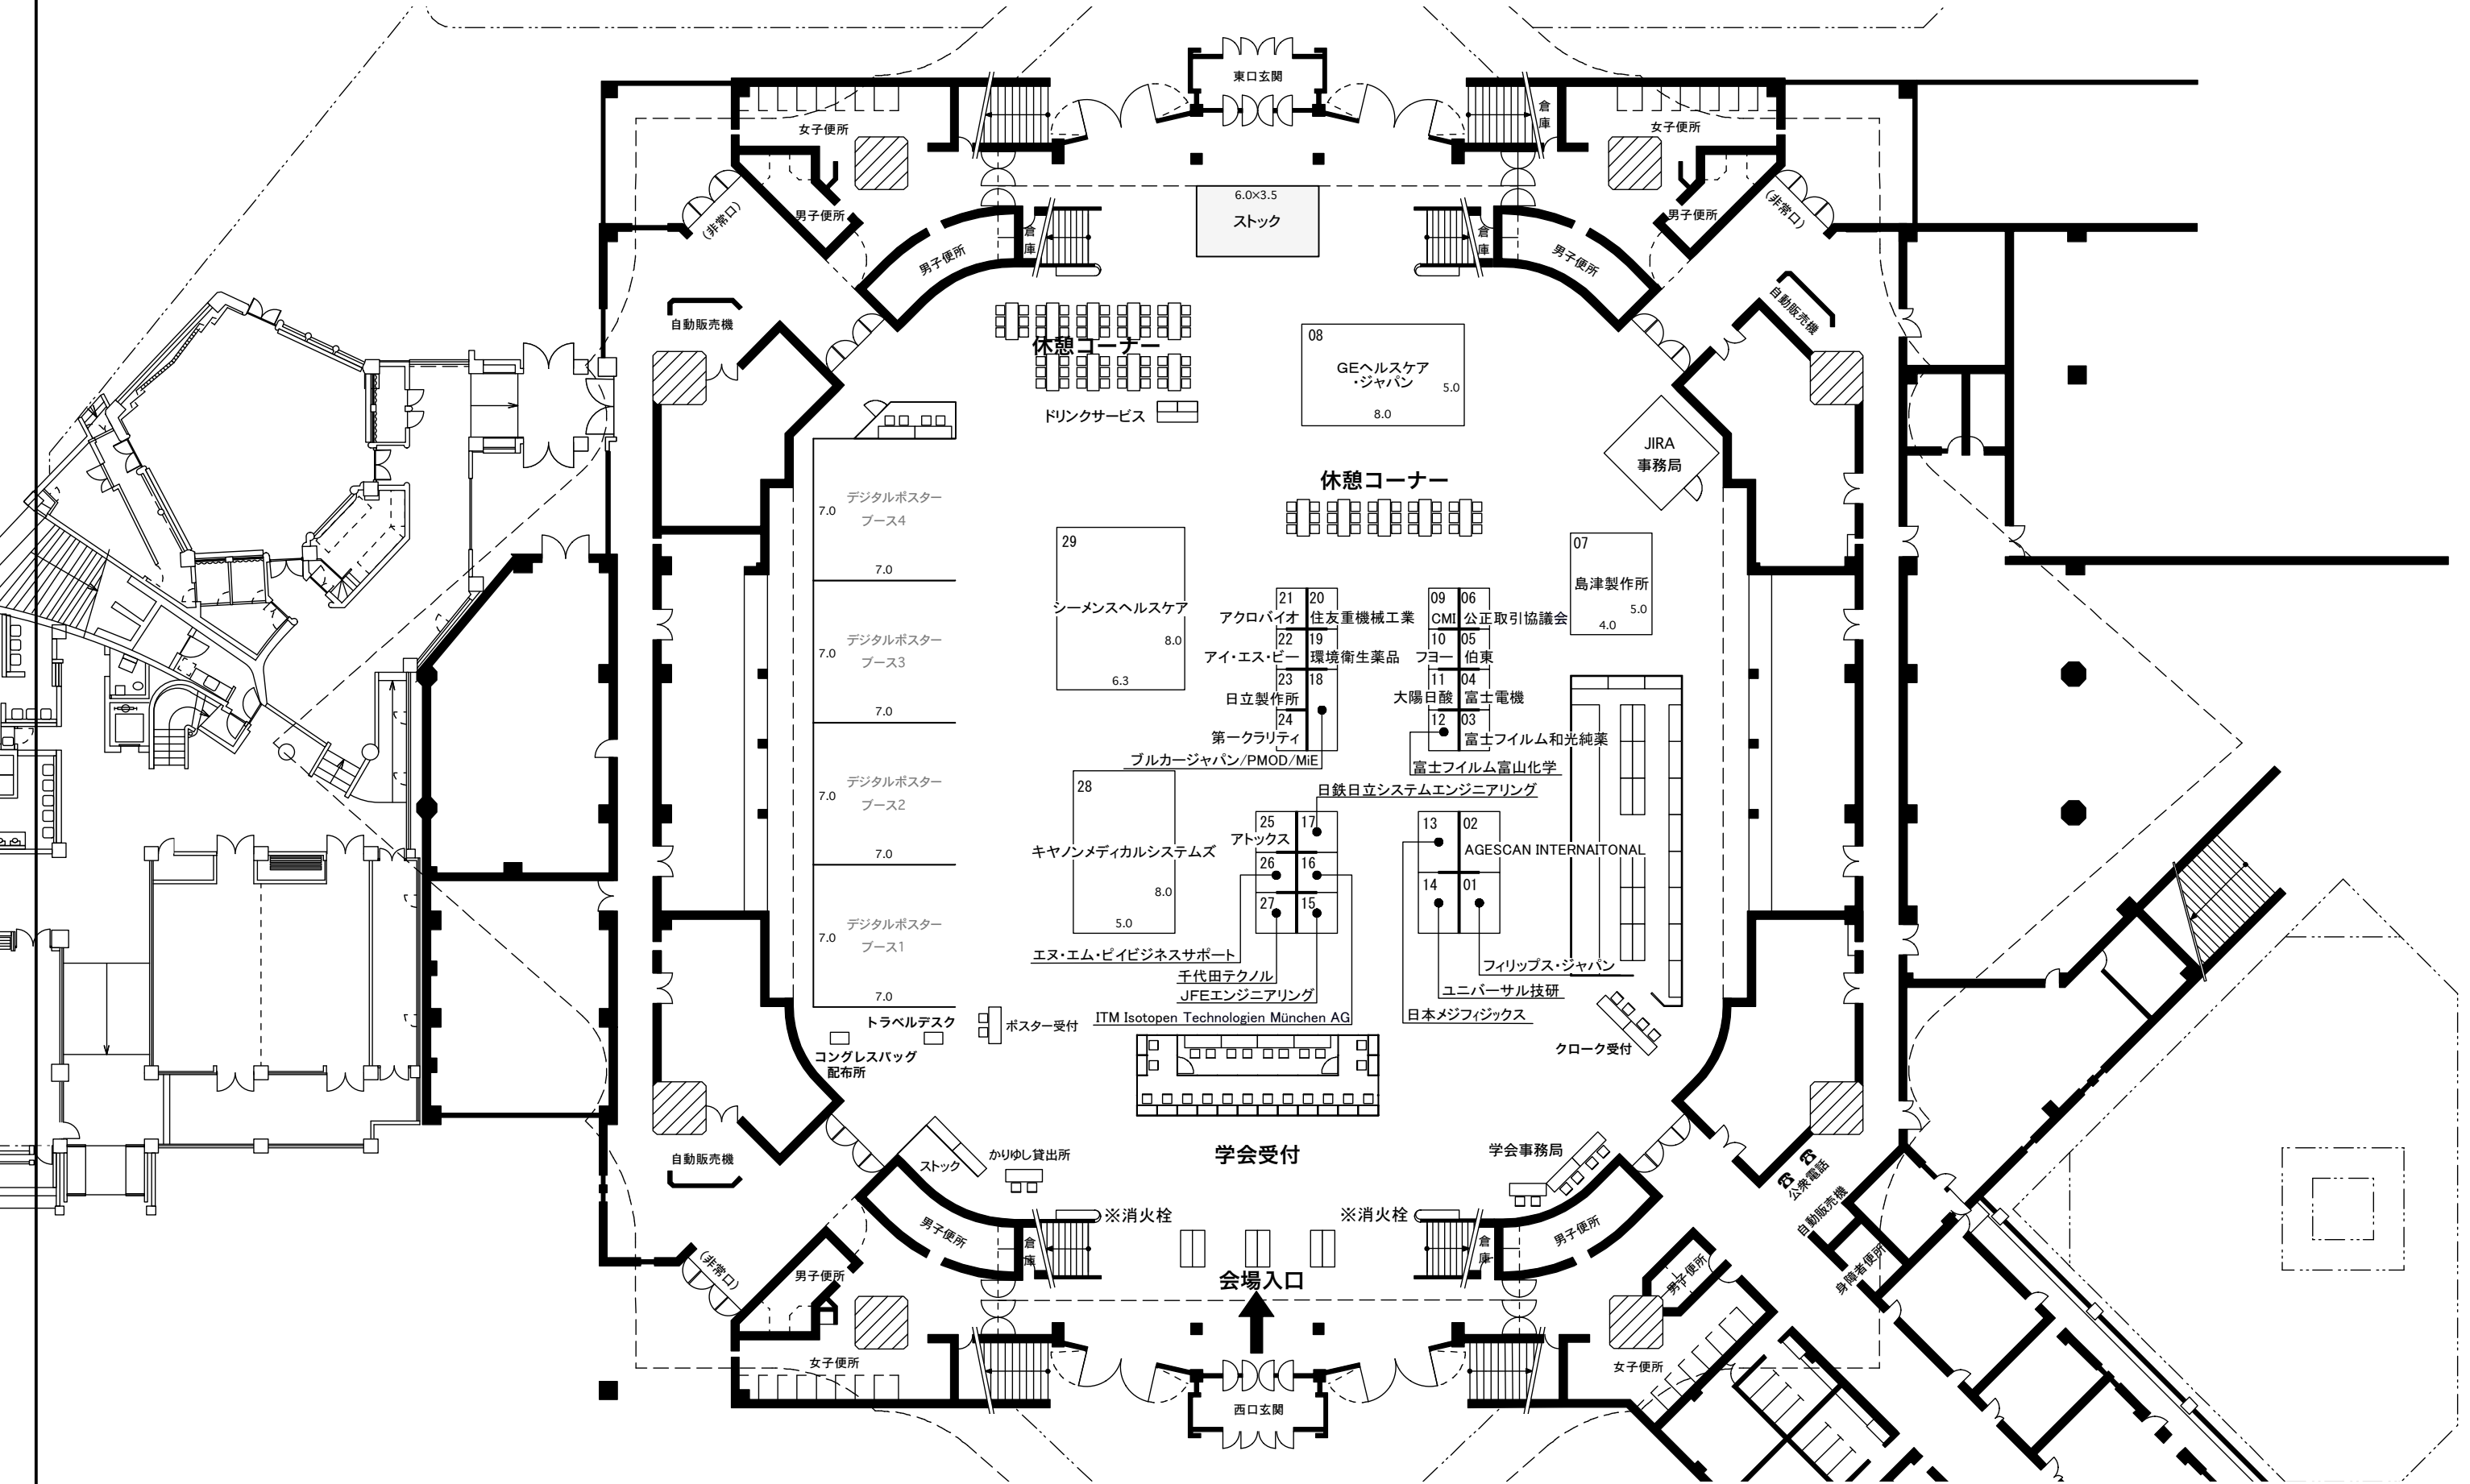 東口玄関
倉
庫
女子便所
女子便所
6.0×3.5
ストック
(非常口)
男子便所
男子便所
(非常口)
倉
庫
倉
庫
男子便所
男子便所
自動販売機
自動販売機
休憩コーナー
08
GEヘルスケア
・ジャパン
5.0
8.0
ドリンクサービス
JIRA
事務局
休憩コーナー
7.0
デジタルポスター
ブース4
7.0
29
シーメンスヘルスケア
8.0
6.3
07
島津製作所
5.0
4.0
21
20
アクロバイオ
住友重機械工業
22
19
アイ・エス・ビー
環境衛生薬品
23
18
日立製作所
24
第一クラリティ
ブルカージャパン/PMOD/MiE
09
06
CMI
公正取引協議会
10
05
フヨー
伯東
11
04
大陽日酸
富士電機
12
03
富士フイルム和光純薬
富士フイルム富山化学
7.0
デジタルポスター
ブース3
7.0
7.0
デジタルポスター
ブース2
7.0
28
キヤノンメディカルシステムズ
8.0
5.0
日鉄日立システムエンジニアリング
25
17
アトックス
26
16
27
15
13
02
AGESCAN INTERNAITONAL
14
01
7.0
デジタルポスター
ブース1
7.0
エヌ・エム・ピイビジネスサポート
千代田テクノル
JFEエンジニアリング
ITM Isotopen Technologien München AG
フィリップス・ジャパン
ユニバーサル技研
日本メジフィジックス
トラベルデスク
ポスター受付
コングレスバッグ
配布所
クローク受付
学会受付
かりゆし貸出所
学会事務局
ストック
自動販売機
公衆電話
自動販売機
身障者便所
※消火栓
※消火栓
男子便所
男子便所
倉
庫
倉
庫
会場入口
(非常口)
男子便所
男子便所
女子便所
女子便所
西口玄関